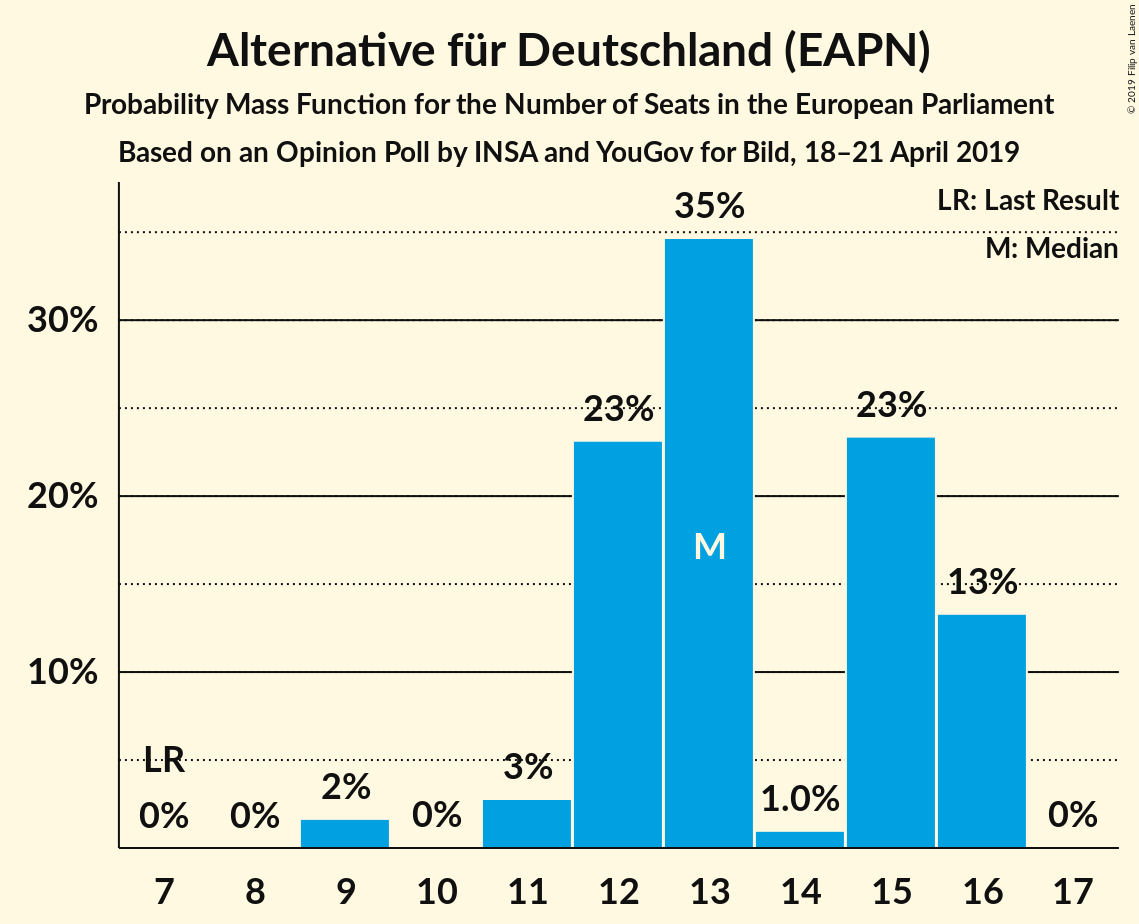 Alternative für Deutschland (EAPN)
Probability Mass Function for the Number of Seats in the European Parliament
Based on an Opinion Poll by INSA and YouGov for Bild, 18–21 April 2019
© 2019 Filip van Laenen
LR: Last Result
M: Median
30%
20%
10%
LR
0%
0%
2%
0%
3%
23%
35%
M
1.0%
23%
13%
0%
7 8 9 10 11 12 13 14 15 16 17